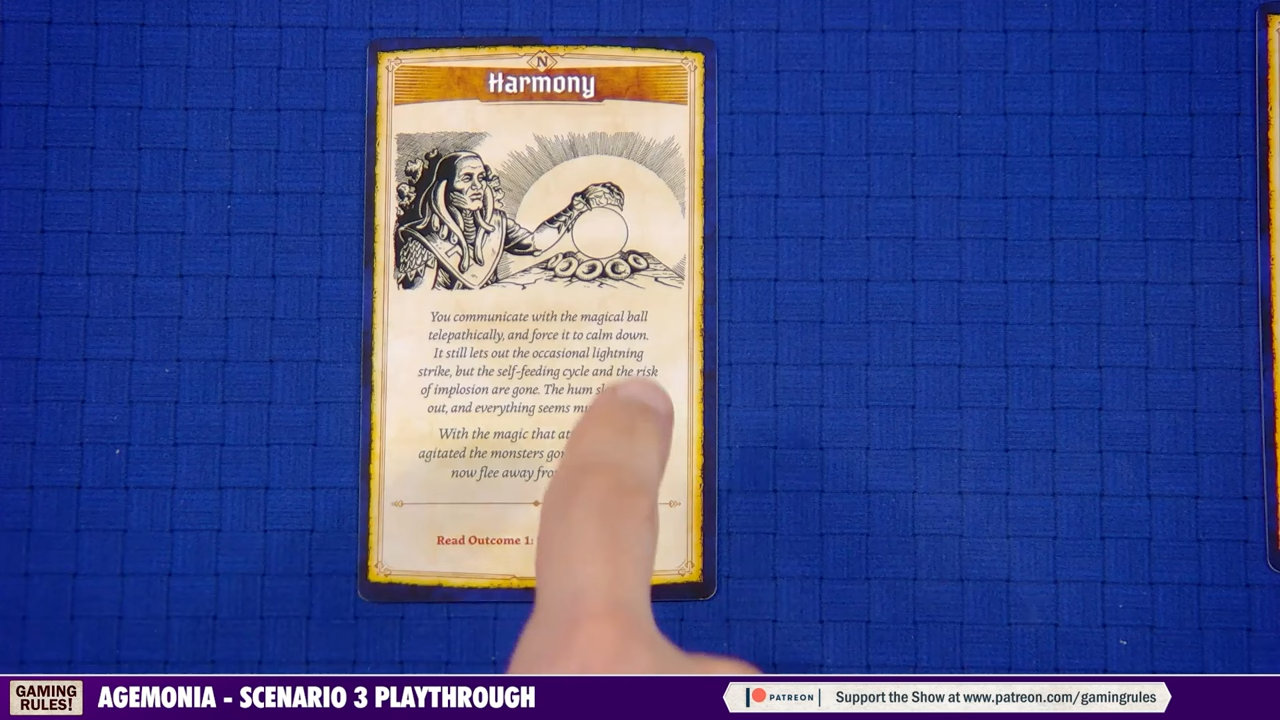 N
Harmony
You communicate with the magical ball
telepathically, and force it to calm down.
It still lets out the occasional lightning
strike, but the self-feeding cycle and the risk
of implosion are gone. The hum
out, and everything seems
With the magic that
agitated the monsters
now flee away
Read Outcome 1:
GAMING
RULES!
AGEMONIA - SCENARIO 3 PLAYTHROUGH
PATREON
Support the Show at www.patreon.com/gamingrules